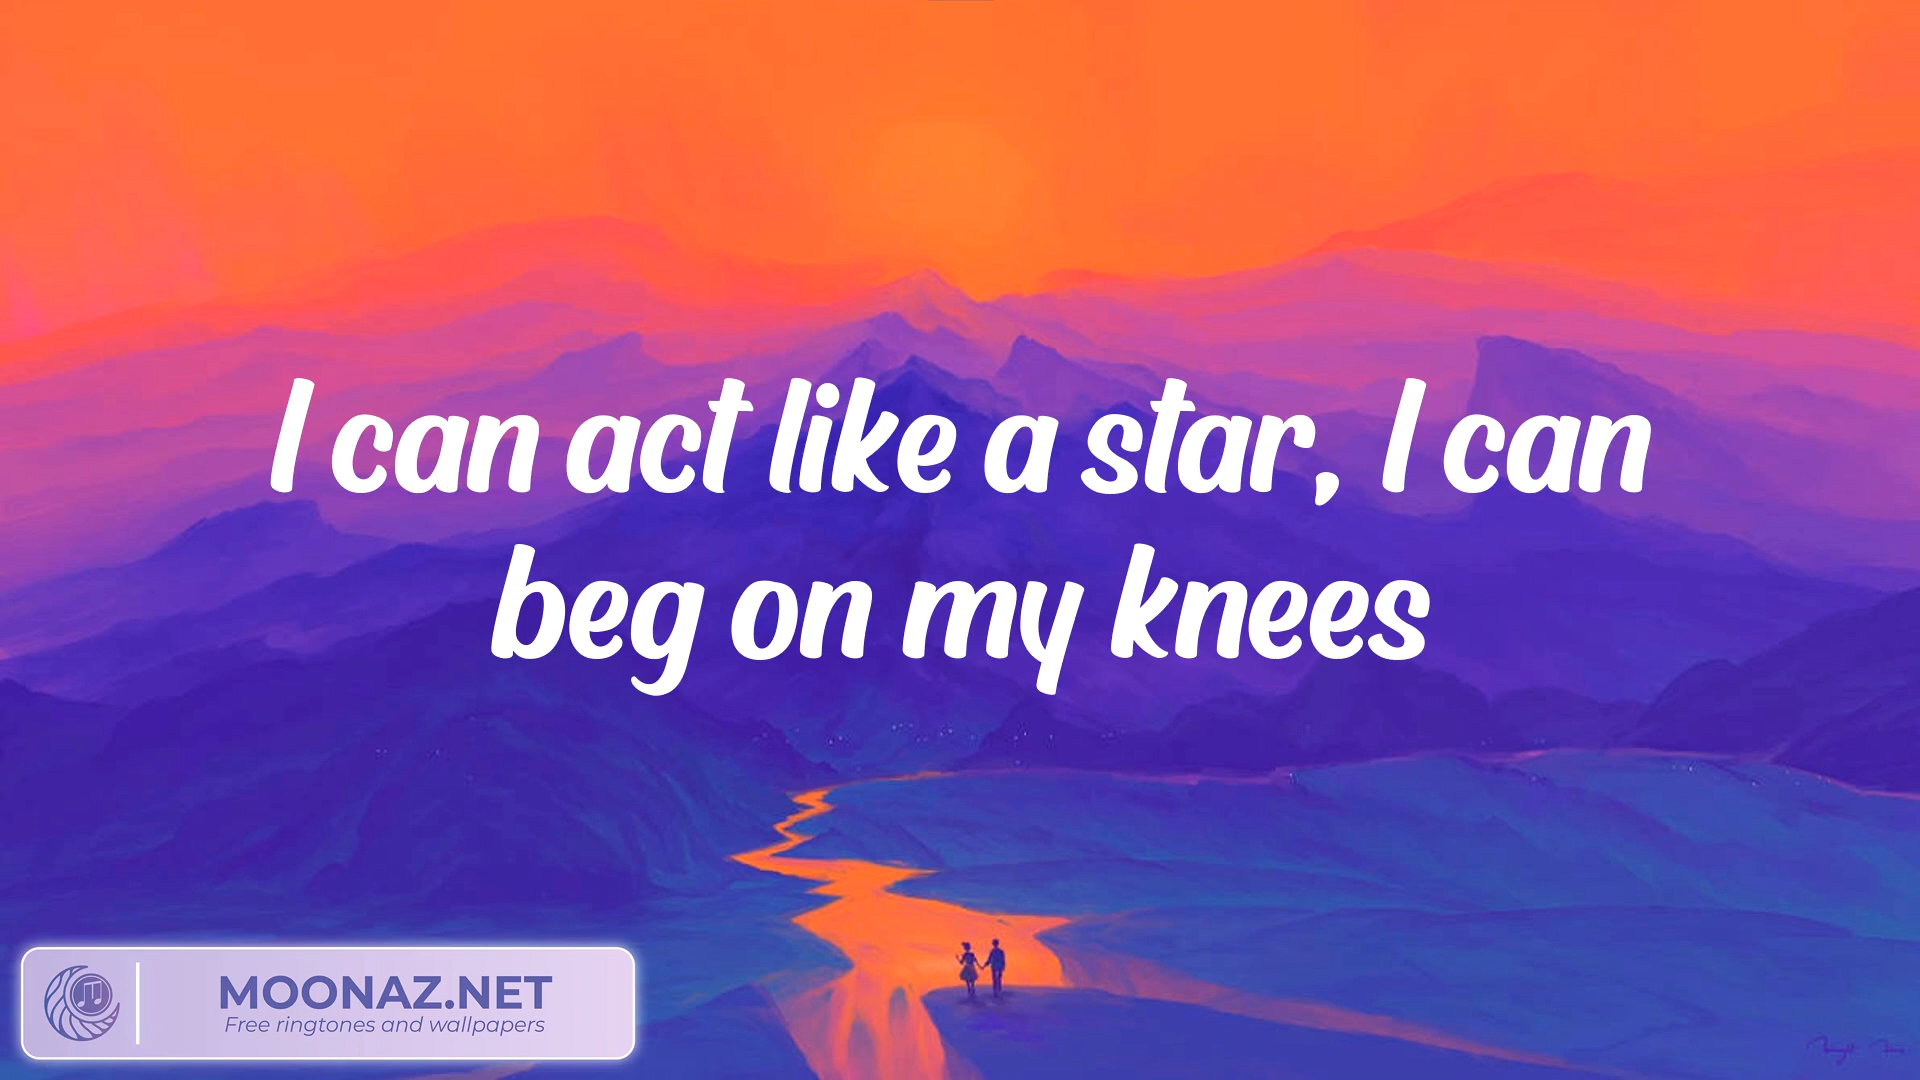 I can act like a star, I can
beg on my knees
MOONAZ.NET
Free ringtones and wallpapers